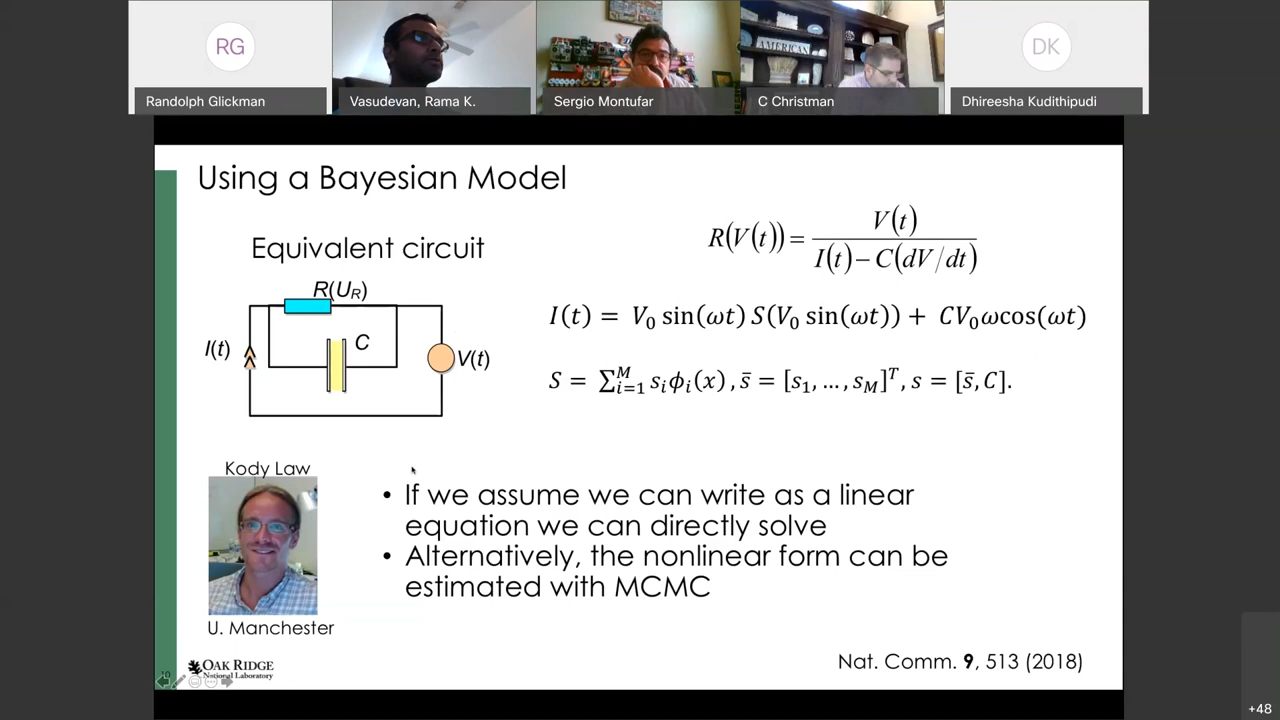 RG
DK
AMERICAN
Randolph Glickman
Vasudevan, Rama K.
Sergio Montufar
C Christman
Dhireesha Kudithipudi
Using a Bayesian Model
Equivalent circuit
R(U_R)
I(t)
C
V(t)
R(V(t)) = V(t) / I(t) − C(dV/dt)
I(t) = V₀ sin(ωt) S(V₀ sin(ωt)) + CV₀ωcos(ωt)
S = ∑ᵢ₌₁ᴹ sᵢϕᵢ(x), s̄ = [s₁, …, s_M]ᵀ, s = [s̄, C].
Kody Law
U. Manchester
• If we assume we can write as a linear
equation we can directly solve
• Alternatively, the nonlinear form can be
estimated with MCMC
OAK RIDGE
National Laboratory
Nat. Comm. 9, 513 (2018)
+48